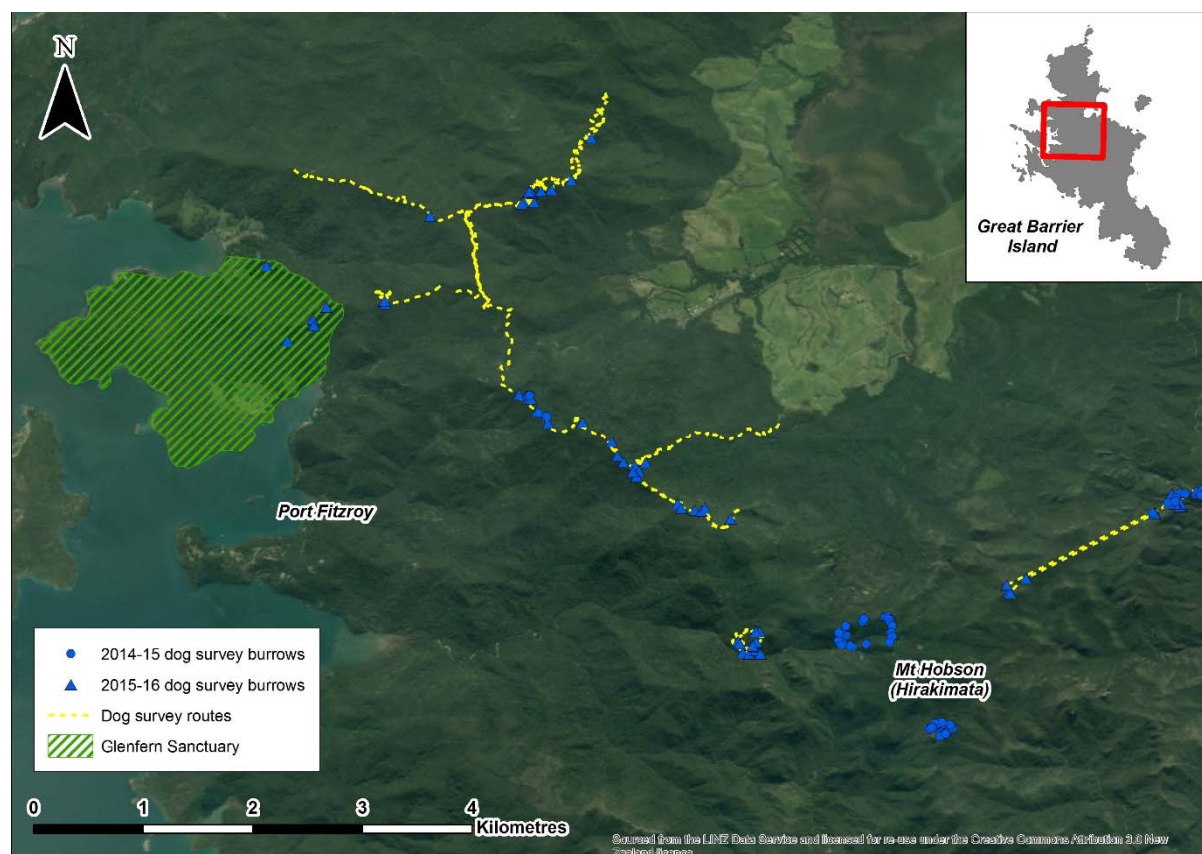 N
Great Barrier
Island
Port Fitzroy
Mt Hobson
(Hirakimata)
2014-15 dog survey burrows
2015-16 dog survey burrows
Dog survey routes
Glenfern Sanctuary
0 1 2 3 4
Kilometres
Sourced from the LINZ Data Service and licensed for re-use under the Creative Commons Attribution 3.0 New
Zealand licence